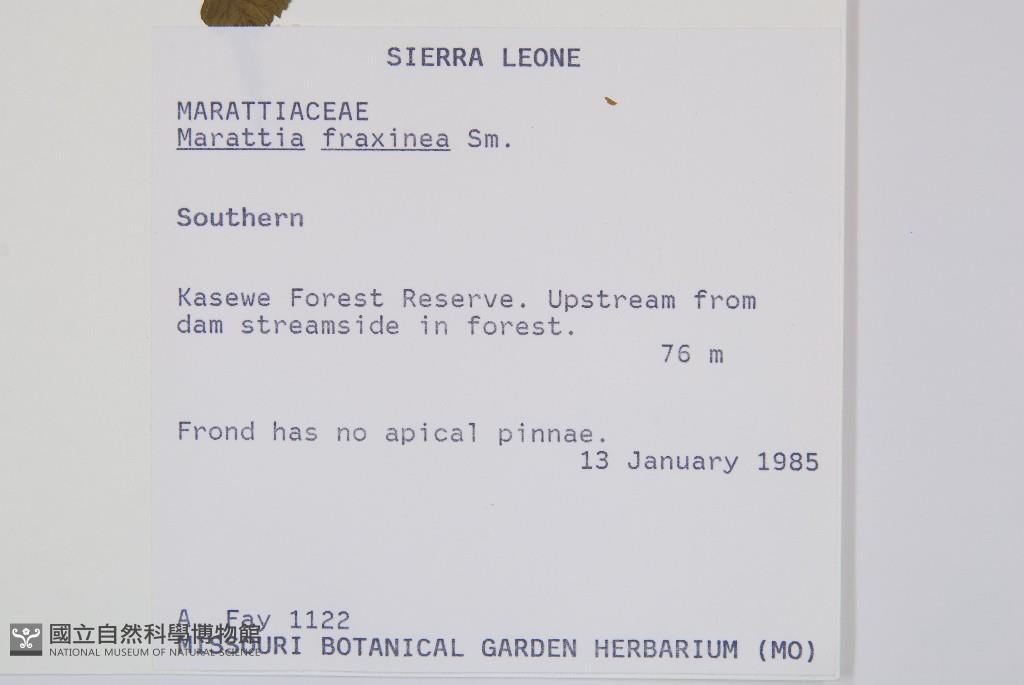 SIERRA LEONE
MARATTIACEAE
Marattia fraxinea Sm.
Southern
Kasewe Forest Reserve. Upstream from
dam streamside in forest.
76 m
Frond has no apical pinnae.
13 January 1985
A. Fay 1122
MISSOURI BOTANICAL GARDEN HERBARIUM (MO)
國立自然科學博物館
NATIONAL MUSEUM OF NATURAL SCIENCE